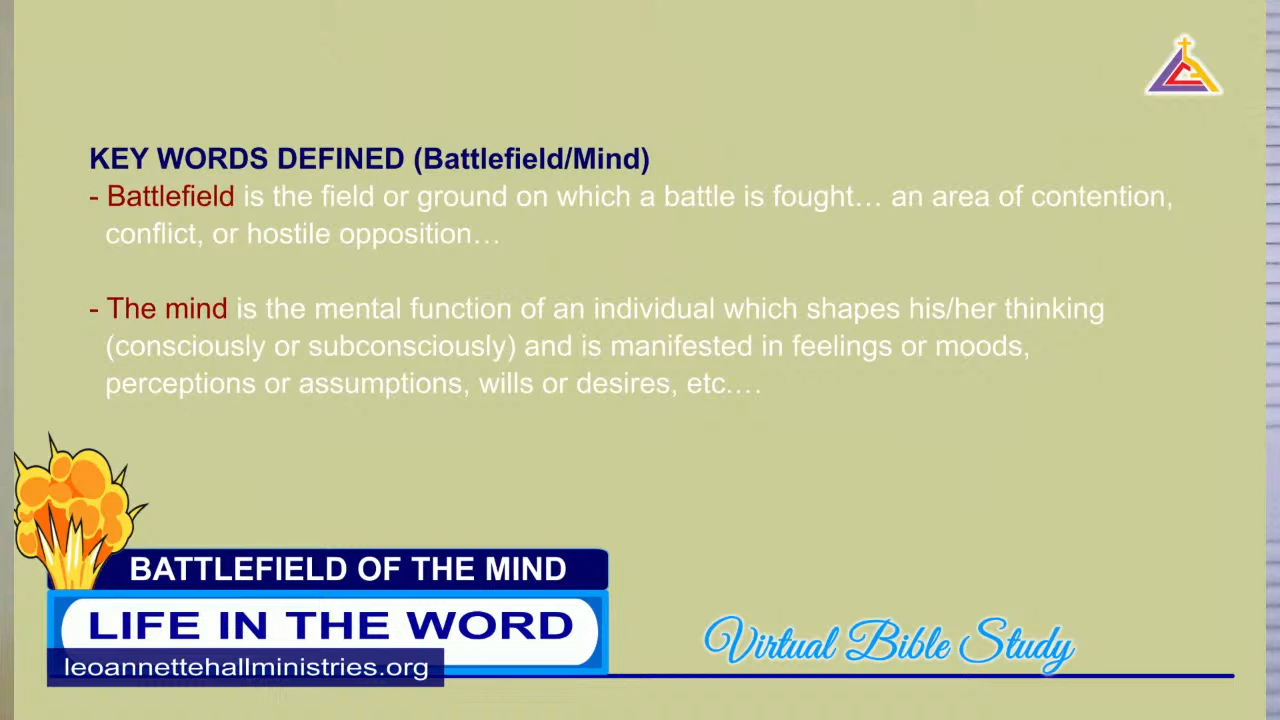 KEY WORDS DEFINED (Battlefield/Mind)
- Battlefield is the field or ground on which a battle is fought… an area of contention,
conflict, or hostile opposition…
- The mind is the mental function of an individual which shapes his/her thinking
(consciously or subconsciously) and is manifested in feelings or moods,
perceptions or assumptions, wills or desires, etc.…
BATTLEFIELD OF THE MIND
LIFE IN THE WORD
leoannettehallministries.org
Virtual Bible Study